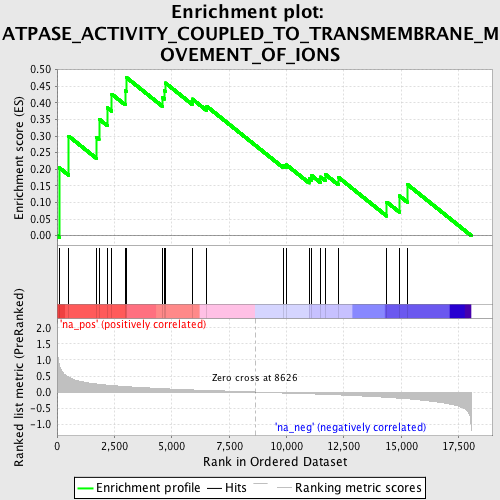 Enrichment plot:
ATPASE_ACTIVITY_COUPLED_TO_TRANSMEMBRANE_M
OVEMENT_OF_IONS
Enrichment score (ES)
0.50
0.45
0.40
0.35
0.30
0.25
0.20
0.15
0.10
0.05
0.00
'na_pos' (positively correlated)
Ranked list metric (PreRanked)
2.0
1.5
1.0
0.5
0.0
-0.5
-1.0
Zero cross at 8626
'na_neg' (negatively correlated)
0 2,500 5,000 7,500 10,000 12,500 15,000 17,500
Rank in Ordered Dataset
Enrichment profile Hits Ranking metric scores